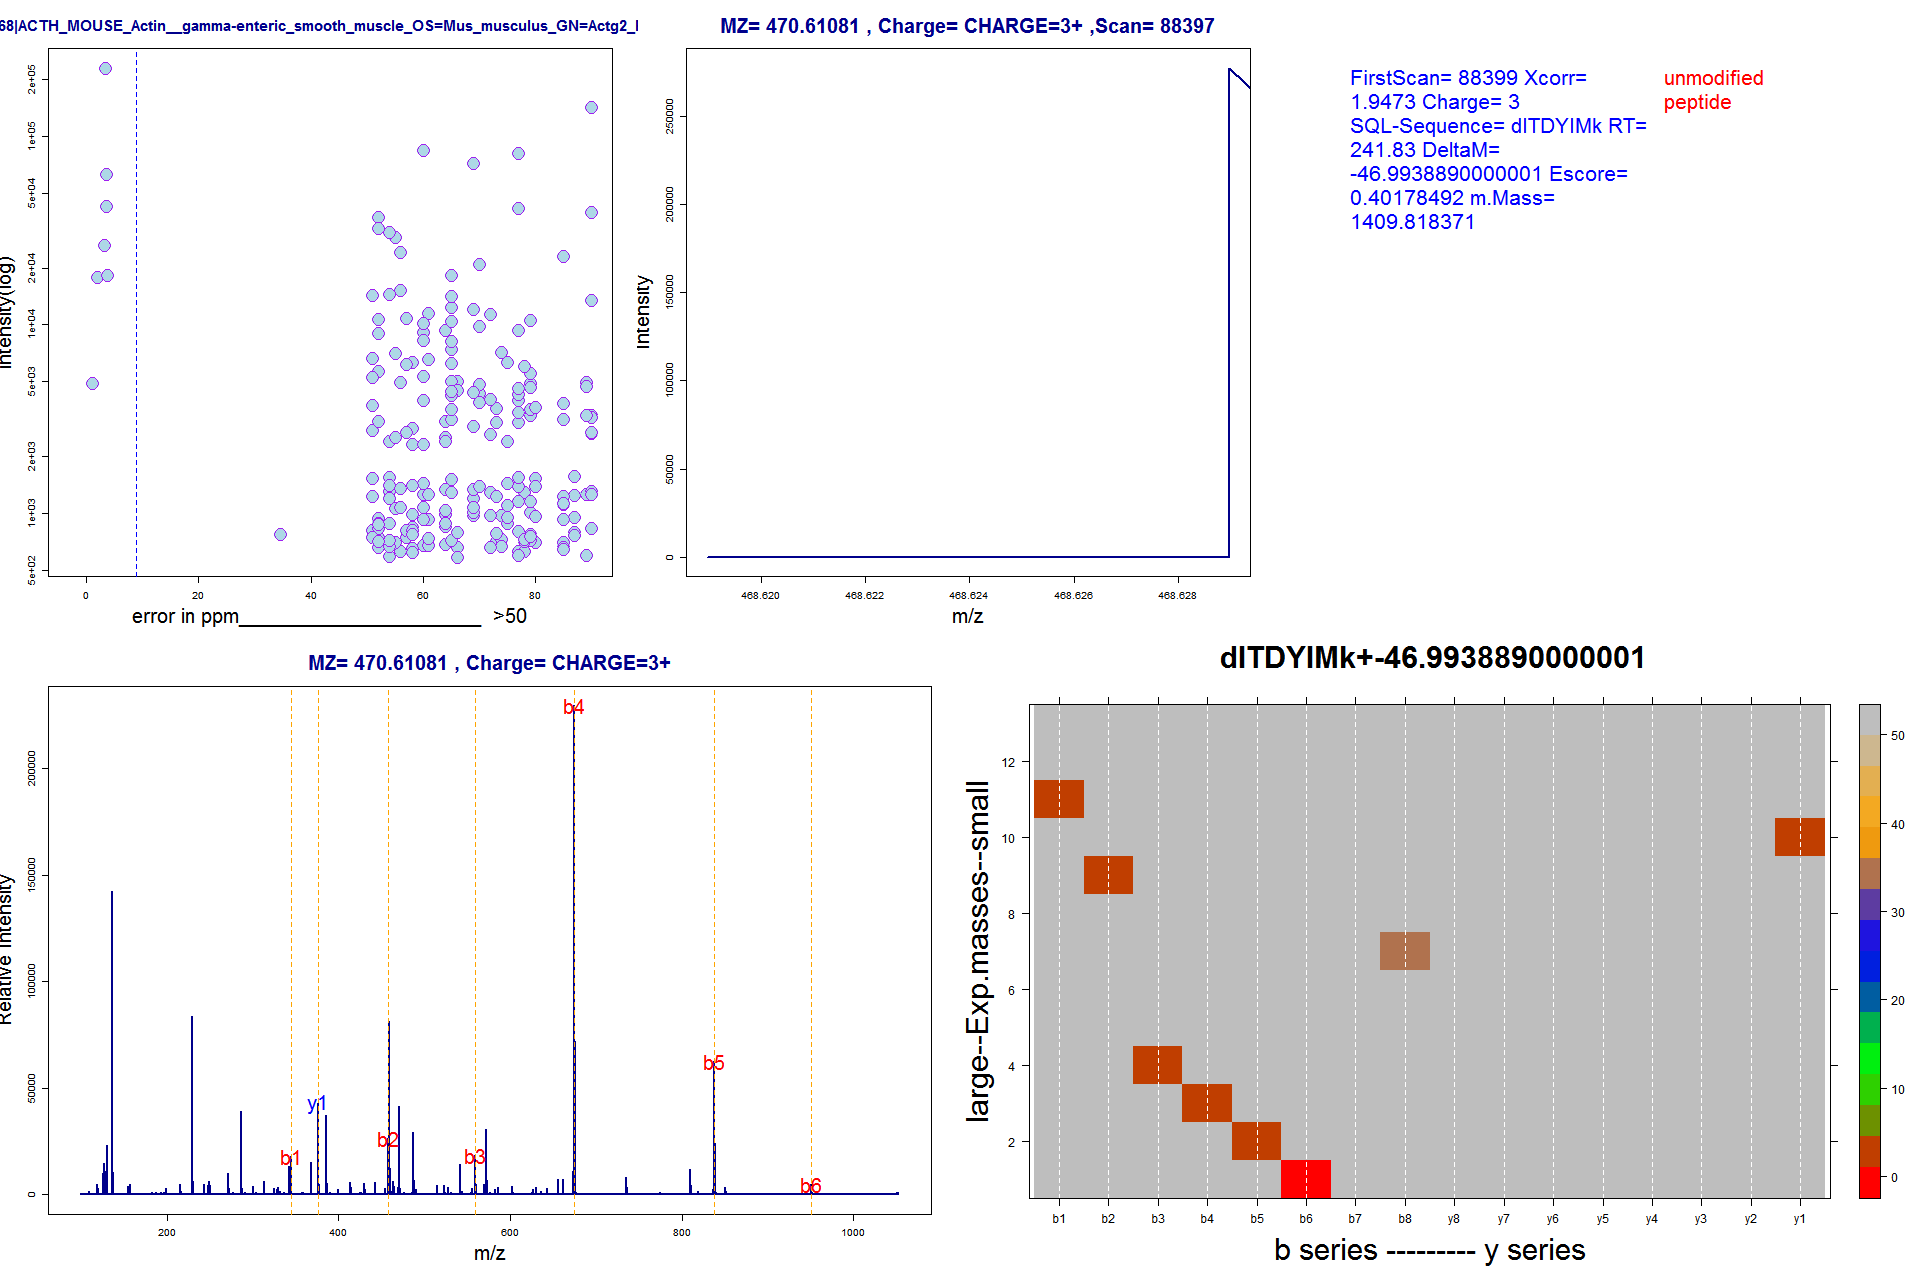 68|ACTH_MOUSE_Actin__gamma-enteric_smooth_muscle_OS=Mus_musculus_GN=Actg2_
Intensity(log)
2e+05
1e+05
5e+04
2e+04
1e+04
5e+03
2e+03
1e+03
5e+02
0 20 40 60 80
error in ppm______________________ >50
MZ= 470.61081 , Charge= CHARGE=3+ ,Scan= 88397
Intensity
250000
200000
150000
100000
50000
0
468.620 468.622 468.624 468.626 468.628
m/z
FirstScan= 88399 Xcorr=
1.9473 Charge= 3
SQL-Sequence= dITDYIMk RT=
241.83 DeltaM=
-46.9938890000001 Escore=
0.40178492 m.Mass=
1409.818371
unmodified
peptide
MZ= 470.61081 , Charge= CHARGE=3+
Relative Intensity
200000
150000
100000
50000
0
b1
y1
b2
b3
b4
b5
b6
200 400 600 800 1000
m/z
dITDYIMk+-46.9938890000001
large--Exp.masses--small
12
10
8
6
4
2
b1 b2 b3 b4 b5 b6 b7 b8 y8 y7 y6 y5 y4 y3 y2 y1
b series --------- y series
50
40
30
20
10
0